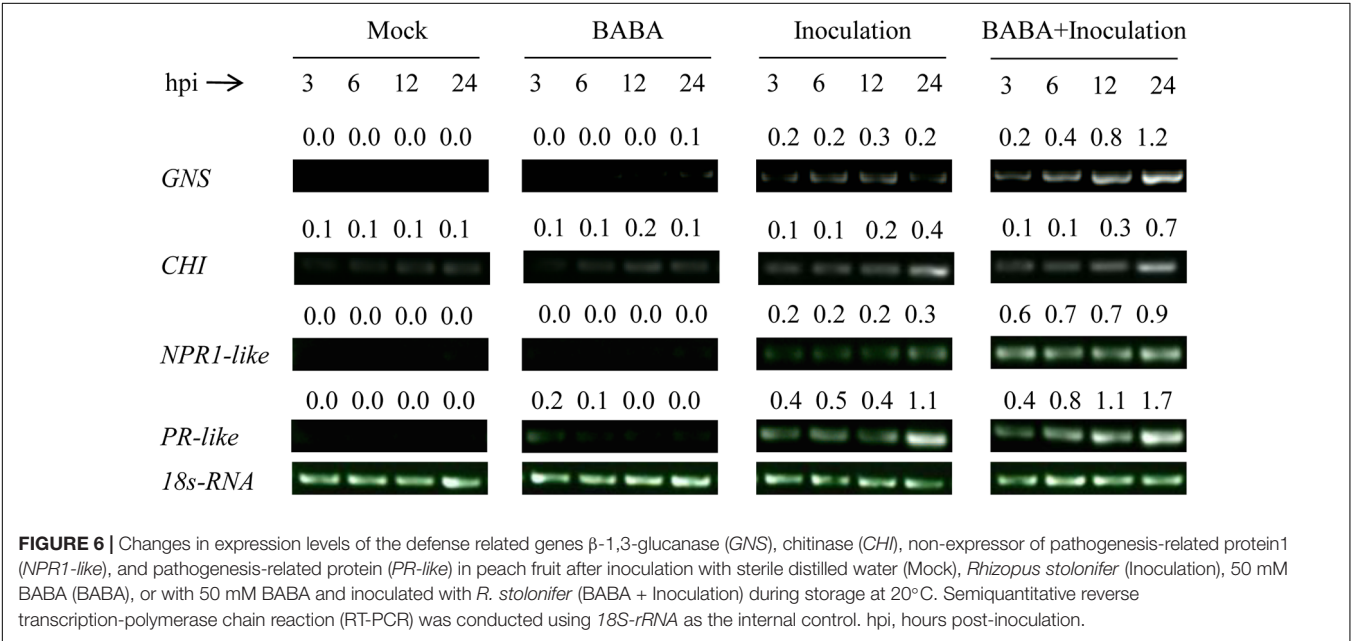 Mock BABA Inoculation BABA+Inoculation
hpi → 3 6 12 24 3 6 12 24 3 6 12 24 3 6 12 24
0.0 0.0 0.0 0.0 0.0 0.0 0.0 0.1 0.2 0.2 0.3 0.2 0.2 0.4 0.8 1.2
GNS
0.1 0.1 0.1 0.1 0.1 0.1 0.2 0.1 0.1 0.1 0.2 0.4 0.1 0.1 0.3 0.7
CHI
0.0 0.0 0.0 0.0 0.0 0.0 0.0 0.0 0.2 0.2 0.2 0.3 0.6 0.7 0.7 0.9
NPR1-like
0.0 0.0 0.0 0.0 0.2 0.1 0.0 0.0 0.4 0.5 0.4 1.1 0.4 0.8 1.1 1.7
PR-like
18s-RNA
FIGURE 6 | Changes in expression levels of the defense related genes β-1,3-glucanase (GNS), chitinase (CHI), non-expressor of pathogenesis-related protein1
(NPR1-like), and pathogenesis-related protein (PR-like) in peach fruit after inoculation with sterile distilled water (Mock), Rhizopus stolonifer (Inoculation), 50 mM
BABA (BABA), or with 50 mM BABA and inoculated with R. stolonifer (BABA + Inoculation) during storage at 20°C. Semiquantitative reverse
transcription-polymerase chain reaction (RT-PCR) was conducted using 18S-rRNA as the internal control. hpi, hours post-inoculation.